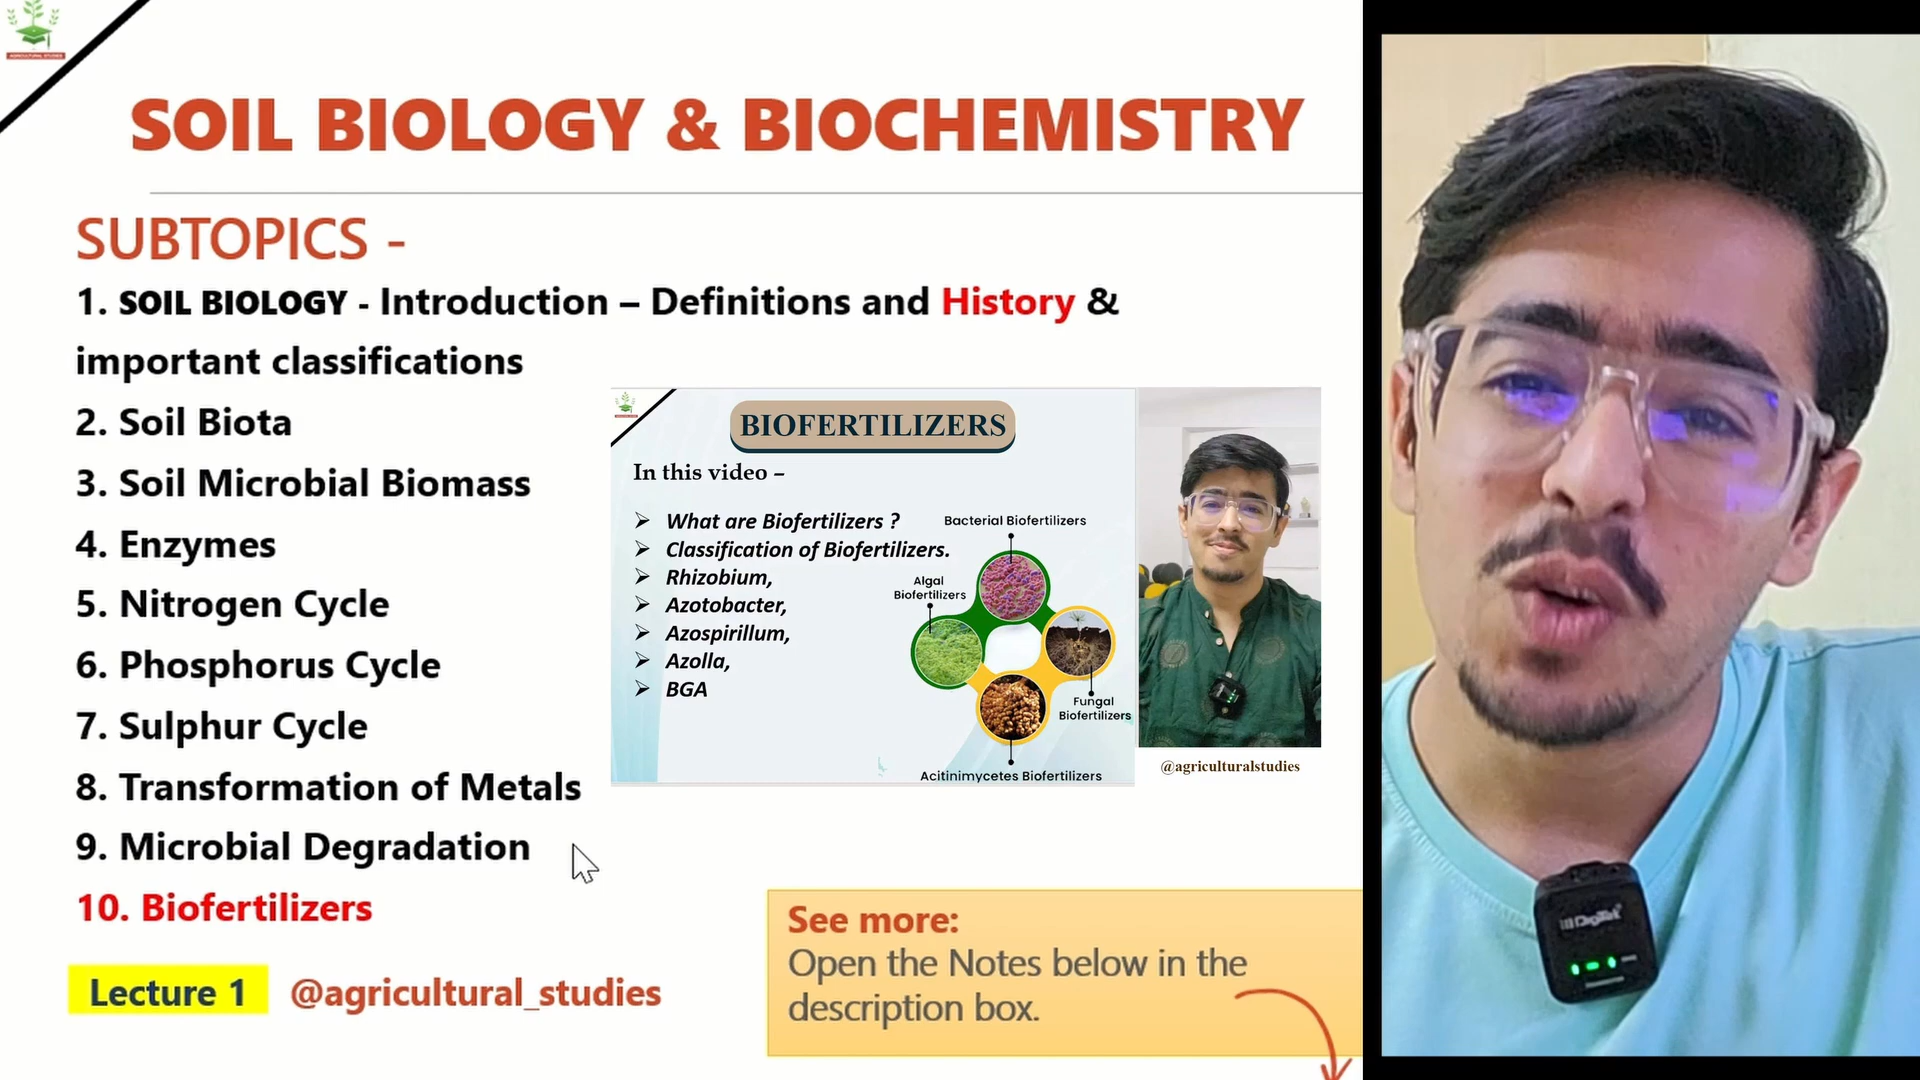 AGRICULTURAL STUDIES
SOIL BIOLOGY & BIOCHEMISTRY
SUBTOPICS -
1. SOIL BIOLOGY - Introduction – Definitions and History &
important classifications
2. Soil Biota
3. Soil Microbial Biomass
4. Enzymes
5. Nitrogen Cycle
6. Phosphorus Cycle
7. Sulphur Cycle
8. Transformation of Metals
9. Microbial Degradation
10. Biofertilizers
Lecture 1 @agricultural_studies
BIOFERTILIZERS
In this video –
What are Biofertilizers ?
Classification of Biofertilizers.
Rhizobium,
Azotobacter,
Azospirillum,
Azolla,
BGA
Bacterial Biofertilizers
Algal
Biofertilizers
Fungal
Biofertilizers
Acitinimycetes Biofertilizers
@agriculturalstudies
See more:
Open the Notes below in the
description box.
DigiTek